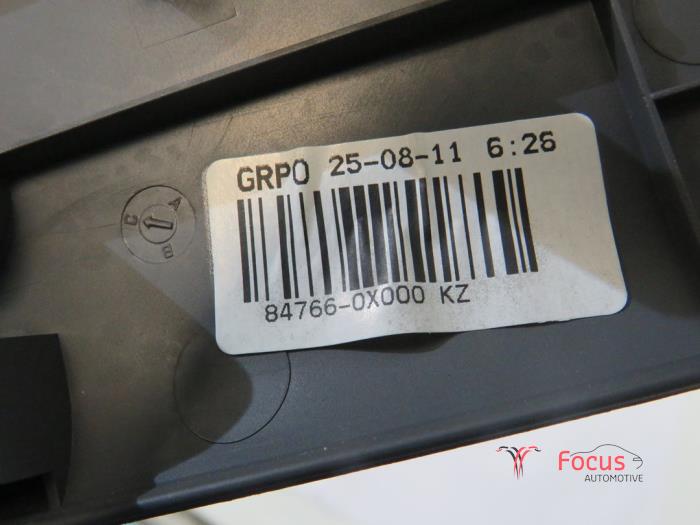 GRPO 25-08-11 6:26
84766-0X000 KZ
A
C
B
Focus
AUTOMOTIVE